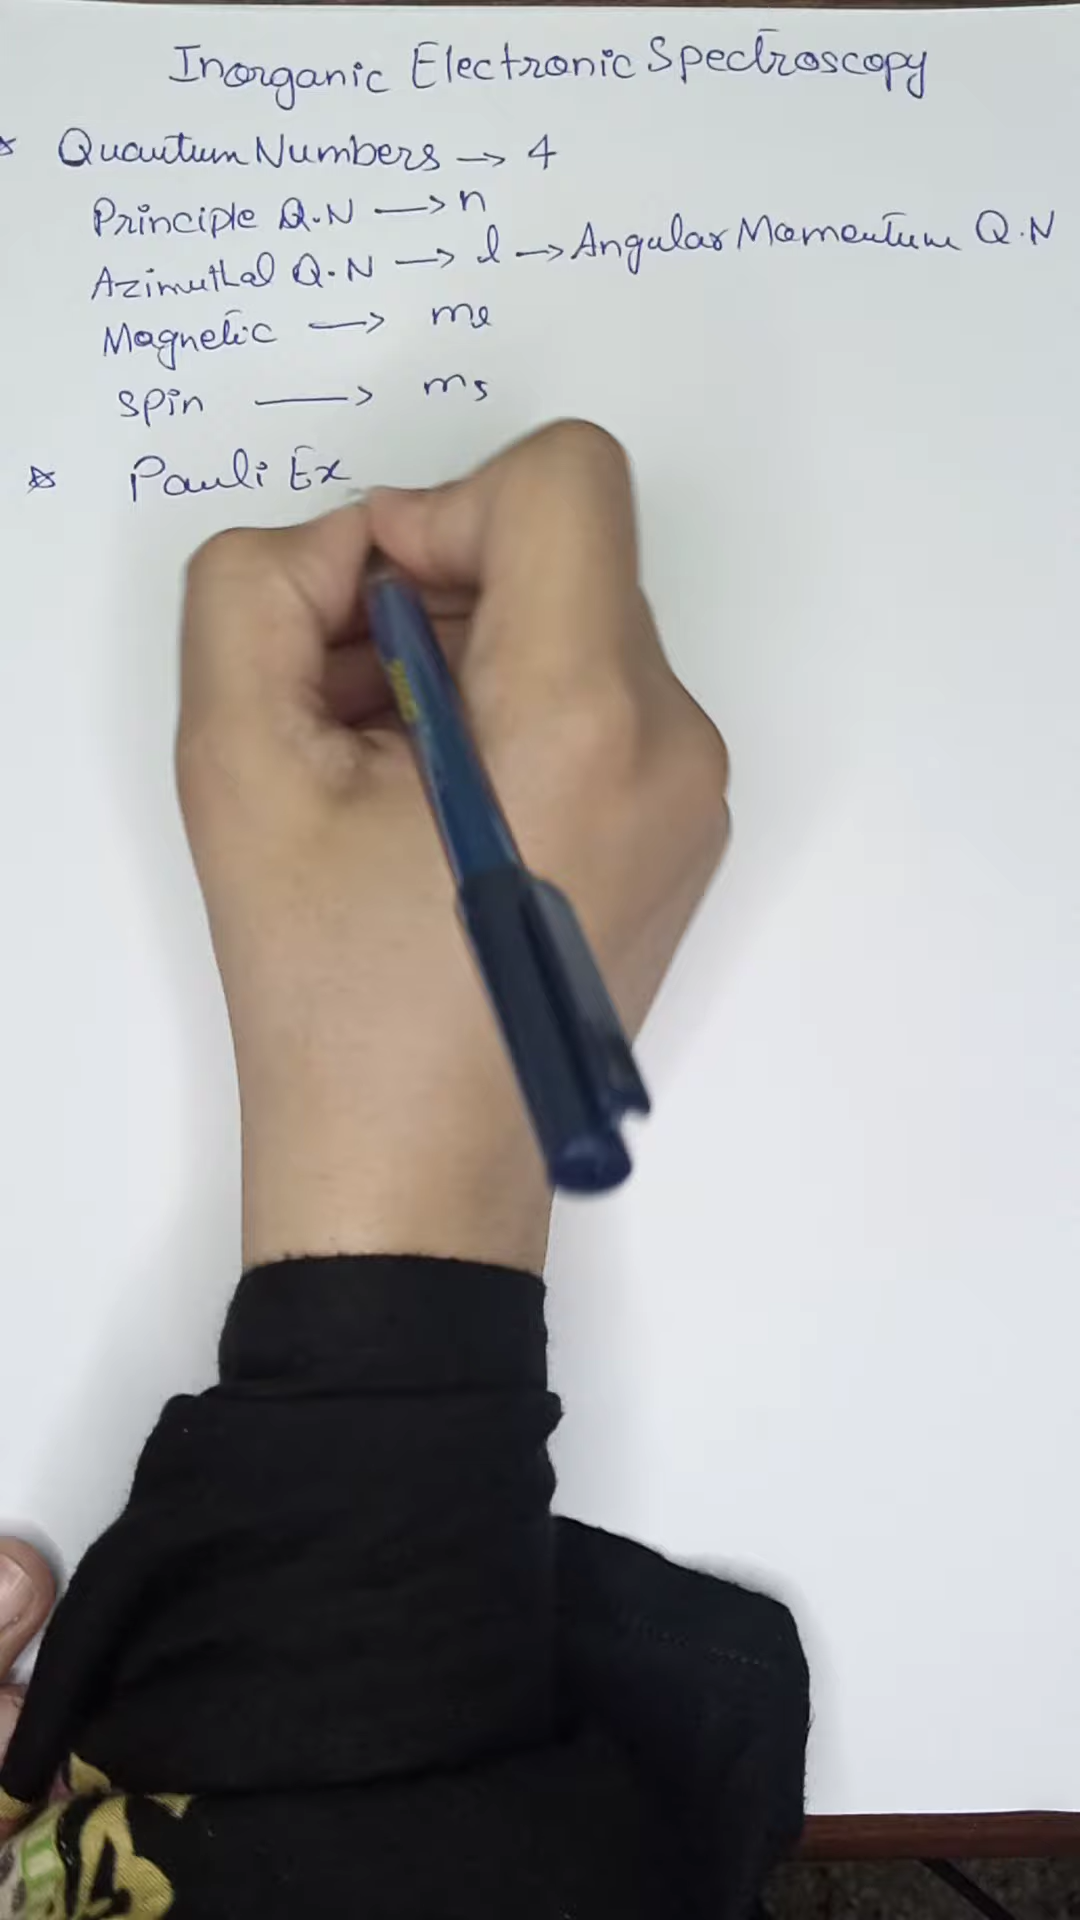 Inorganic Electronic Spectroscopy
☆ Quantum Numbers → 4
Principle Q.N → n
Azimuthal Q.N → l → Angular Momentum Q.N
Magnetic → ml
Spin → ms
☆ Pauli Ex